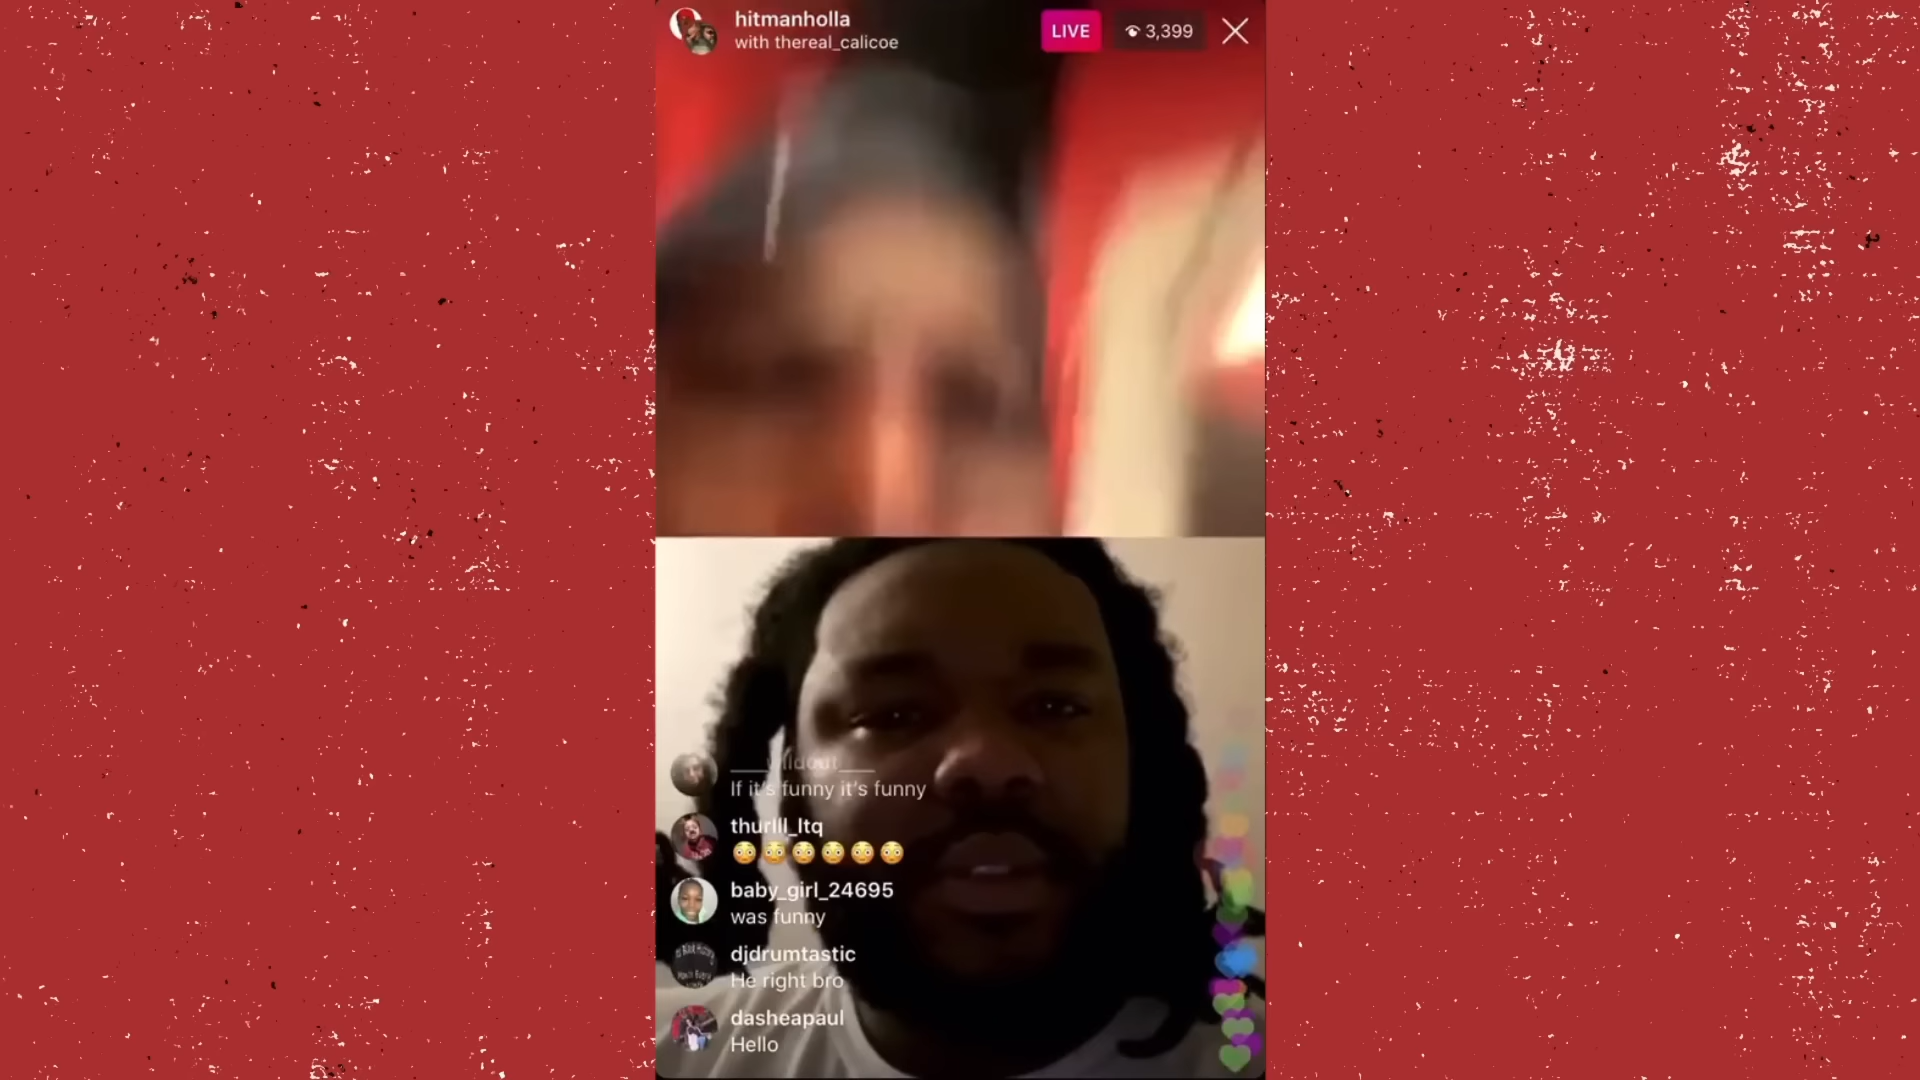 hitmanholla
with thereal_calicoe
LIVE
3,399
If it's funny it's funny
thurlll_ltq
😳😳😳😳😳😳
baby_girl_24695
was funny
djdrumtastic
He right bro
dasheapaul
Hello